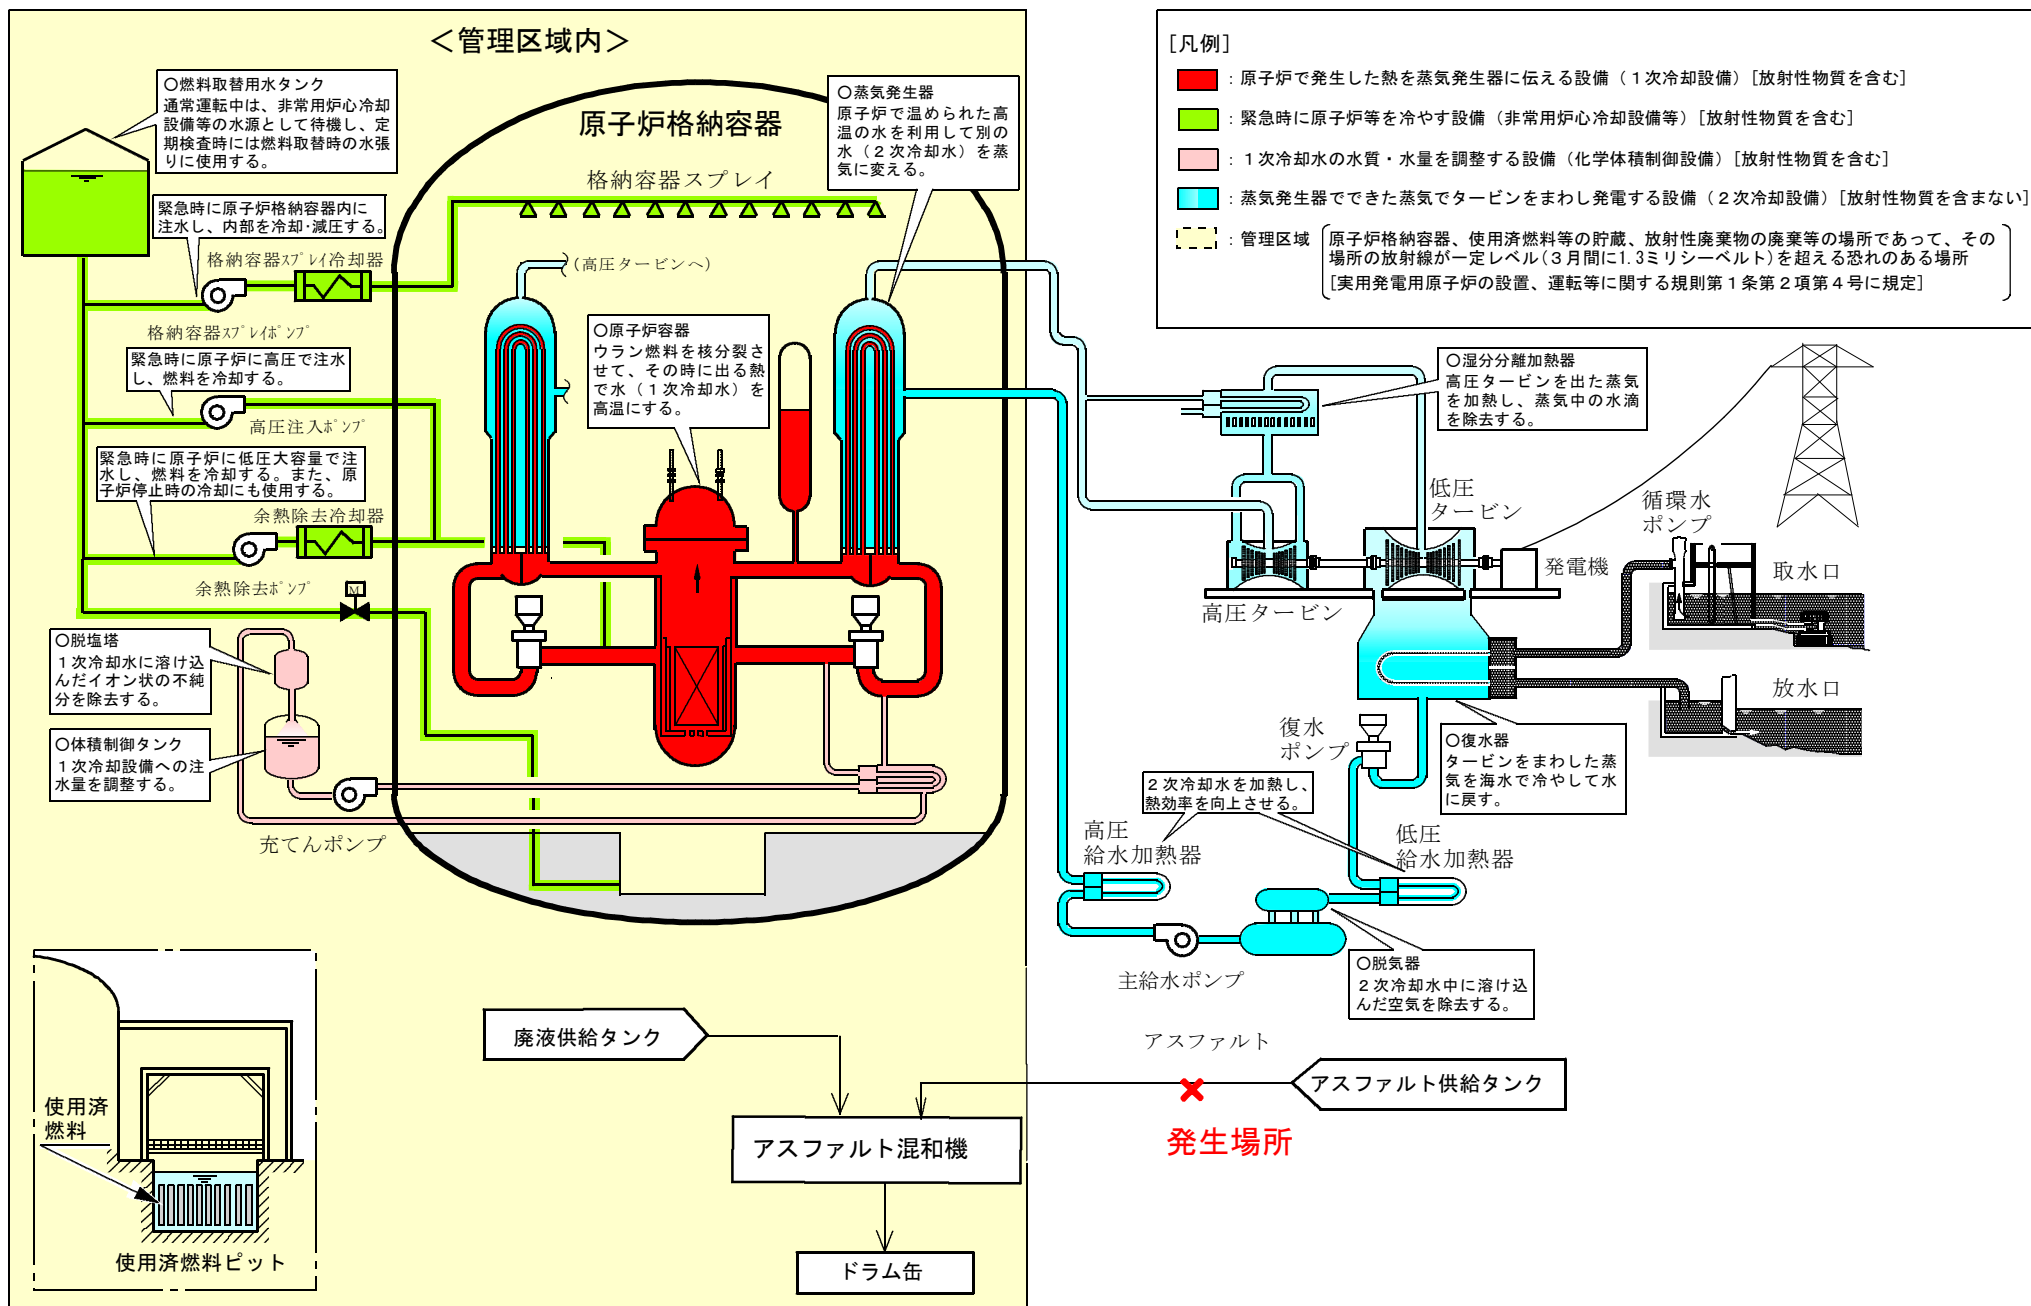 ＜管理区域内＞
○燃料取替用水タンク
通常運転中は、非常用炉心冷却
設備等の水源として待機し、定
期検査時には燃料取替時の水張
りに使用する。
緊急時に原子炉格納容器内に
注水し、内部を冷却･減圧する。
格納容器ｽﾌﾟﾚｲ冷却器
格納容器ｽﾌﾟﾚｲﾎﾟﾝﾌﾟ
緊急時に原子炉に高圧で注水
し、燃料を冷却する。
高圧注入ﾎﾟﾝﾌﾟ
緊急時に原子炉に低圧大容量で注
水し、燃料を冷却する。また、原
子炉停止時の冷却にも使用する。
余熱除去冷却器
余熱除去ﾎﾟﾝﾌﾟ
M
○脱塩塔
１次冷却水に溶け込
んだイオン状の不純
分を除去する。
○体積制御タンク
１次冷却設備への注
水量を調整する。
充てんポンプ
原子炉格納容器
格納容器スプレイ
○蒸気発生器
原子炉で温められた高
温の水を利用して別の
水（２次冷却水）を蒸
気に変える。
(高圧タービンへ)
○原子炉容器
ウラン燃料を核分裂さ
せて、その時に出る熱
で水（１次冷却水）を
高温にする。
[凡例]
：原子炉で発生した熱を蒸気発生器に伝える設備（１次冷却設備）[放射性物質を含む]
：緊急時に原子炉等を冷やす設備（非常用炉心冷却設備等）[放射性物質を含む]
：１次冷却水の水質・水量を調整する設備（化学体積制御設備）[放射性物質を含む]
：蒸気発生器でできた蒸気でタービンをまわし発電する設備（２次冷却設備）[放射性物質を含まない]
：管理区域
原子炉格納容器、使用済燃料等の貯蔵、放射性廃棄物の廃棄等の場所であって、その
場所の放射線が一定レベル(３月間に1.3ミリシーベルト)を超える恐れのある場所
[実用発電用原子炉の設置、運転等に関する規則第１条第２項第４号に規定]
○湿分分離加熱器
高圧タービンを出た蒸気
を加熱し、蒸気中の水滴
を除去する。
低圧
タービン
高圧タービン
発電機
循環水
ポンプ
取水口
放水口
復水
ポンプ
○復水器
タービンをまわした蒸
気を海水で冷やして水
に戻す。
２次冷却水を加熱し、
熱効率を向上させる。
高圧
給水加熱器
低圧
給水加熱器
主給水ポンプ
○脱気器
２次冷却水中に溶け込
んだ空気を除去する。
使用済
燃料
使用済燃料ピット
廃液供給タンク
アスファルト
アスファルト供給タンク
発生場所
アスファルト混和機
ドラム缶